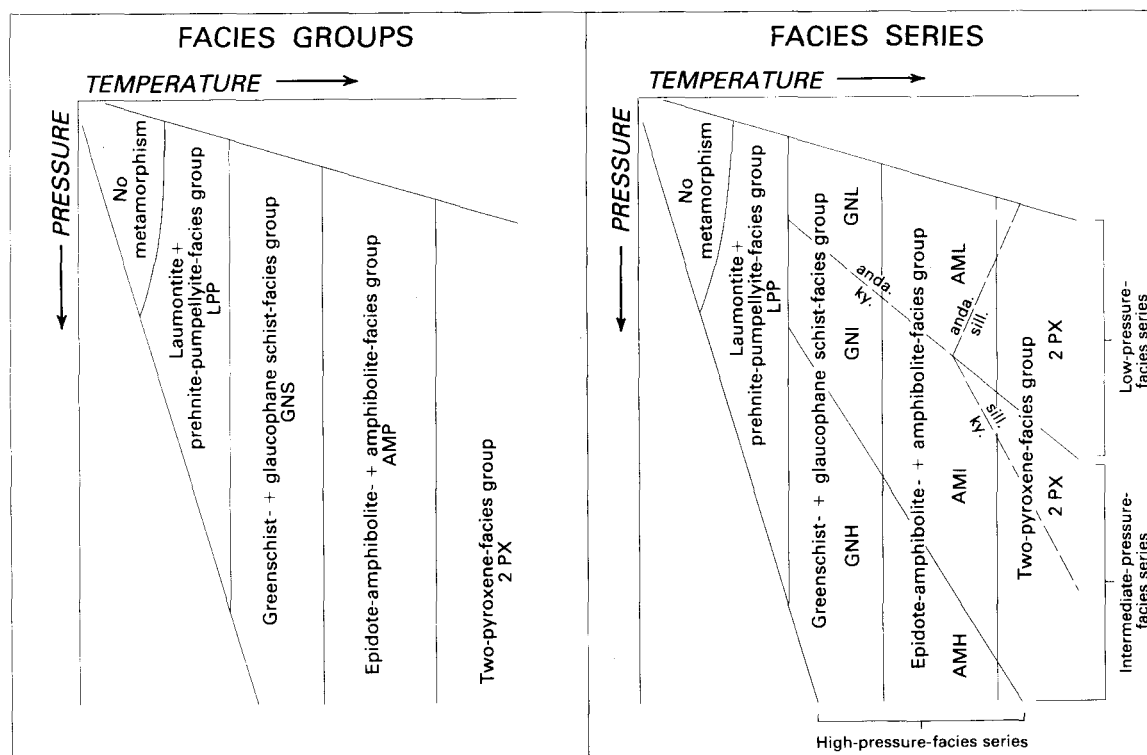 FACIES GROUPS
TEMPERATURE
PRESSURE
No
metamorphism
Laumontite +
prehnite-pumpellyite-facies group
LPP
Greenschist- + glaucophane schist-facies group
GNS
Epidote-amphibolite- + amphibolite-facies group
AMP
Two-pyroxene-facies group
2 PX
FACIES SERIES
TEMPERATURE
PRESSURE
No
metamorphism
Laumontite +
prehnite-pumpellyite-facies group
LPP
Greenschist- + glaucophane schist-facies group
GNL
GNI
GNH
anda.
ky.
Epidote-amphibolite- + amphibolite-facies group
AML
AMI
AMH
anda.
sill.
sill.
ky.
Two-pyroxene-facies group
2 PX
2 PX
Low-pressure-
facies series
Intermediate-pressure-
facies series
High-pressure-facies series